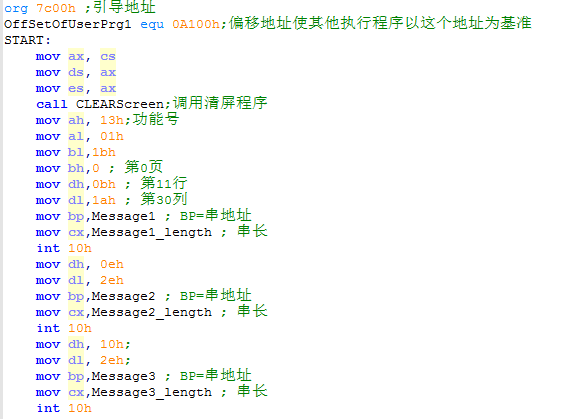 org 7c00h ;引导地址
OffSetOfUserPrg1 equ 0A100h;偏移地址使其他执行程序以这个地址为基准
START:
mov ax, cs
mov ds, ax
mov es, ax
call CLEARScreen;调用清屏程序
mov ah, 13h;功能号
mov al, 01h
mov bl,1bh
mov bh,0 ; 第0页
mov dh,0bh ; 第11行
mov dl,1ah ; 第30列
mov bp,Message1 ; BP=串地址
mov cx,Message1_length ; 串长
int 10h
mov dh, 0eh
mov dl, 2eh
mov bp,Message2 ; BP=串地址
mov cx,Message2_length ; 串长
int 10h
mov dh, 10h;
mov dl, 2eh;
mov bp,Message3 ; BP=串地址
mov cx,Message3_length ; 串长
int 10h